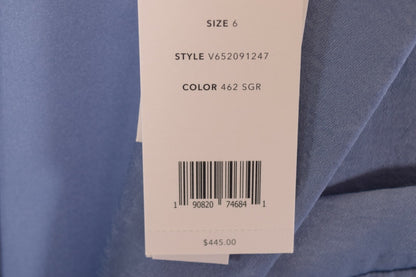 SIZE 6
STYLE V652091247
COLOR 462 SGR
1 90820 74684 1
$445.00